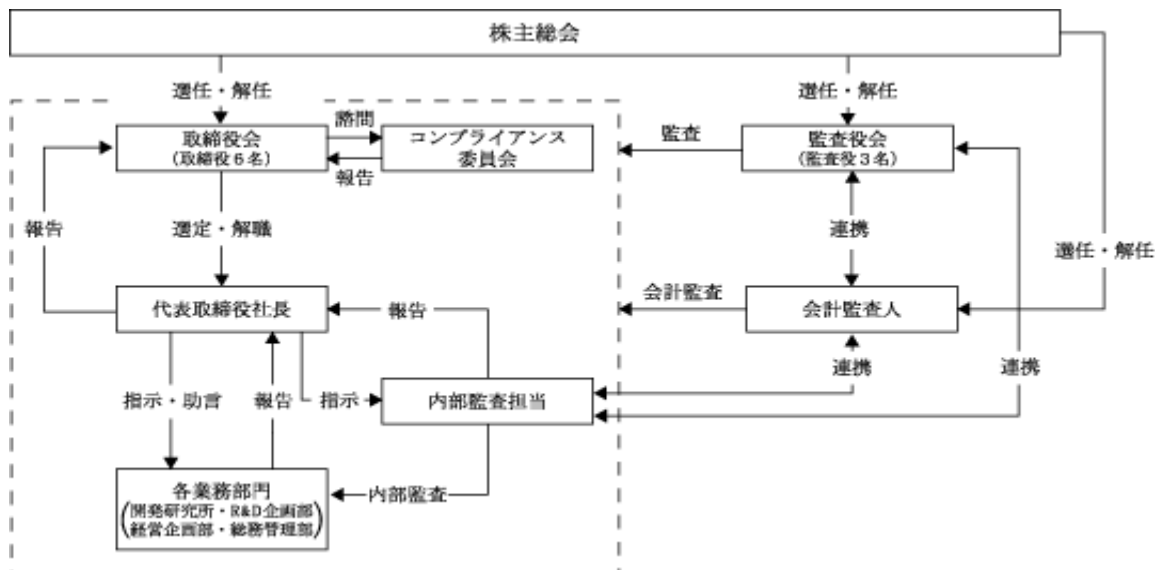 株主総会
選任・解任
選任・解任
諮問
取締役会
(取締役6名)
コンプライアンス
委員会
監査
監査役会
(監査役3名)
報告
報告
選定・解職
連携
選任・解任
会計監査
代表取締役社長
報告
会計監査人
連携
連携
指示・助言
報告
指示
内部監査担当
各業務部門
(開発研究所・R&D企画部
経営企画部・総務管理部)
内部監査